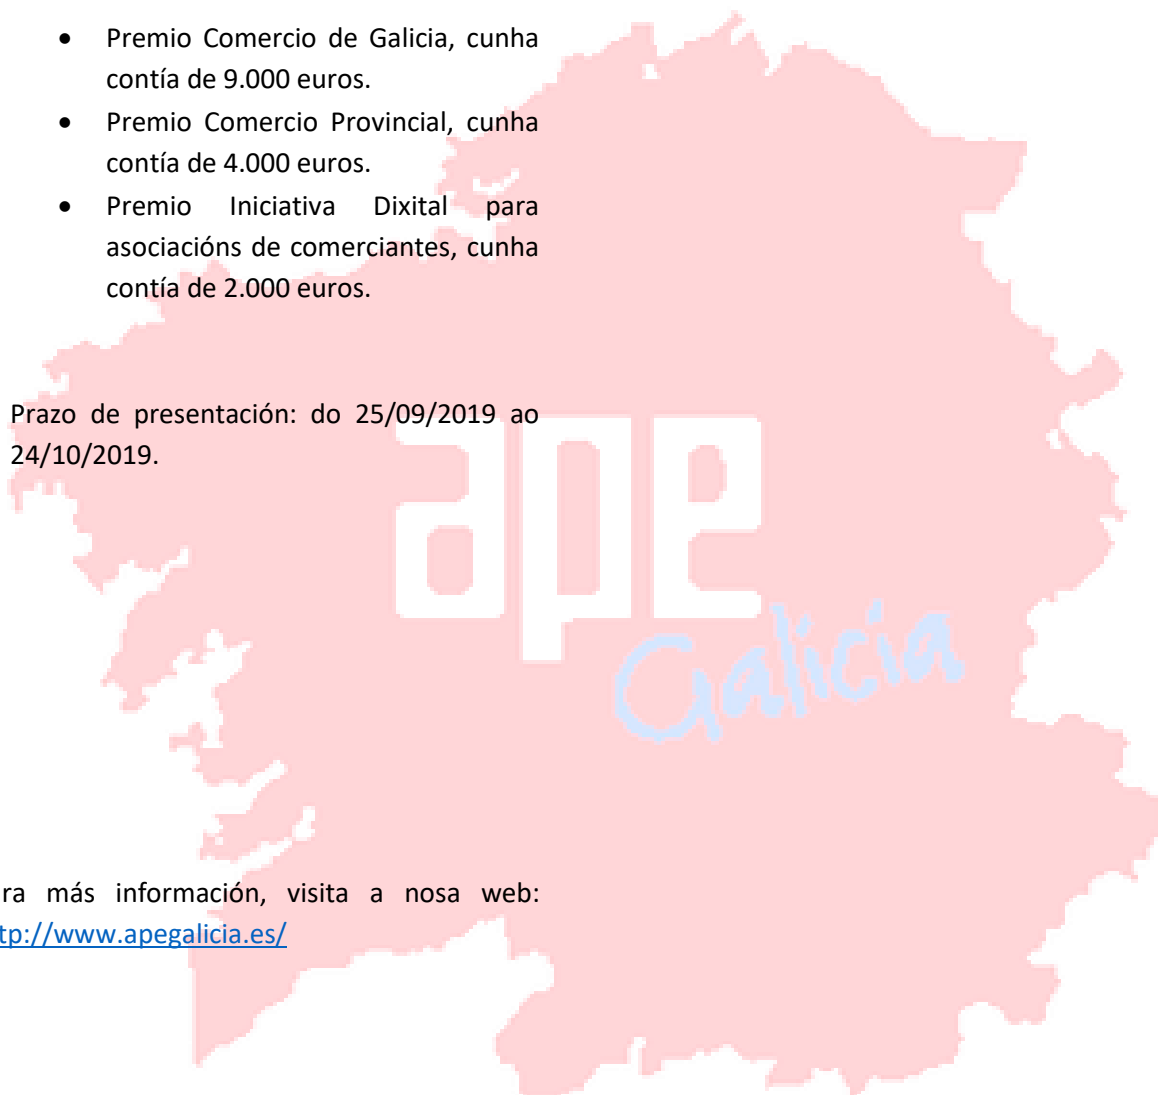 • Premio Comercio de Galicia, cunha
contía de 9.000 euros.
• Premio Comercio Provincial, cunha
contía de 4.000 euros.
• Premio Iniciativa Dixital para
asociacións de comerciantes, cunha
contía de 2.000 euros.
Prazo de presentación: do 25/09/2019 ao
24/10/2019.
ape
Galicia
ra más información, visita a nosa web:
tp://www.apegalicia.es/